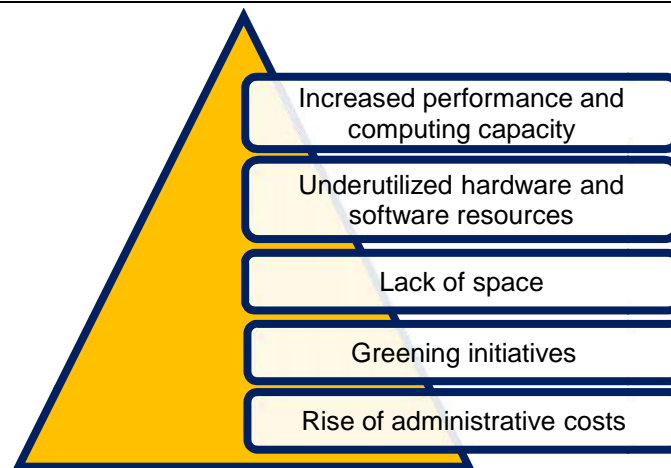 Increased performance and
computing capacity
Underutilized hardware and
software resources
Lack of space
Greening initiatives
Rise of administrative costs